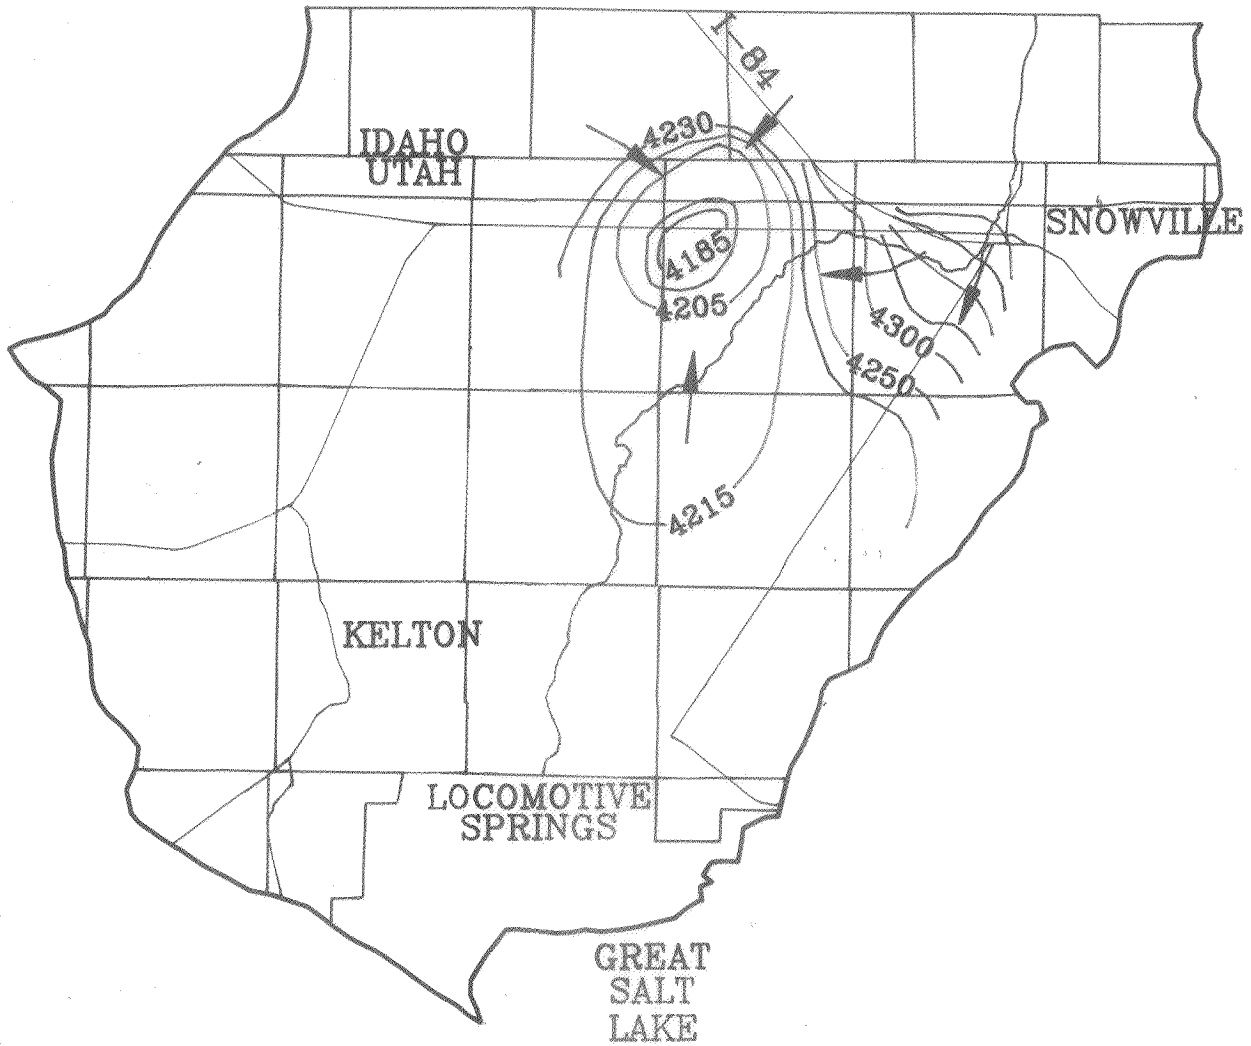 I-84
4230
IDAHO
UTAH
SNOWVILLE
4185
4205
4300
4250
4215
KELTON
LOCOMOTIVE
SPRINGS
GREAT
SALT
LAKE